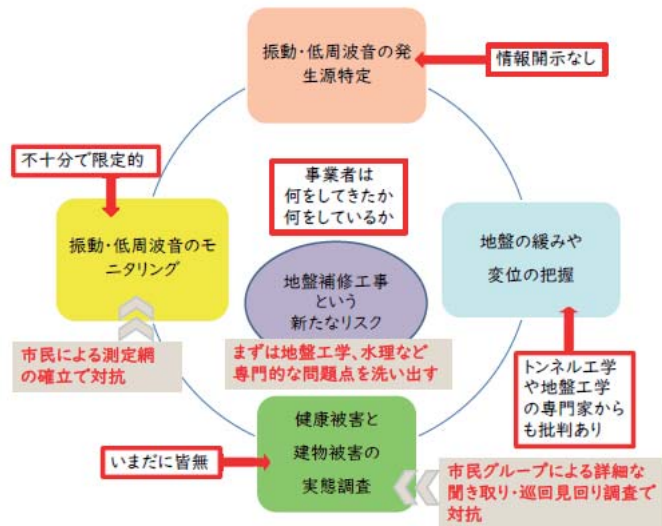 振動・低周波音の発
生源特定
情報開示なし
不十分で限定的
事業者は
何をしてきたか
何をしているか
振動・低周波音のモ
ニタリング
地盤の緩みや
変位の把握
地盤補修工事
という
新たなリスク
市民による測定網
の確立で対抗
まずは地盤工学、水理など
専門的な問題点を洗い出す
トンネル工学
や地盤工学
の専門家から
も批判あり
健康被害と
建物被害の
実態調査
いまだに皆無
市民グループによる詳細な
聞き取り・巡回見回り調査で
対抗